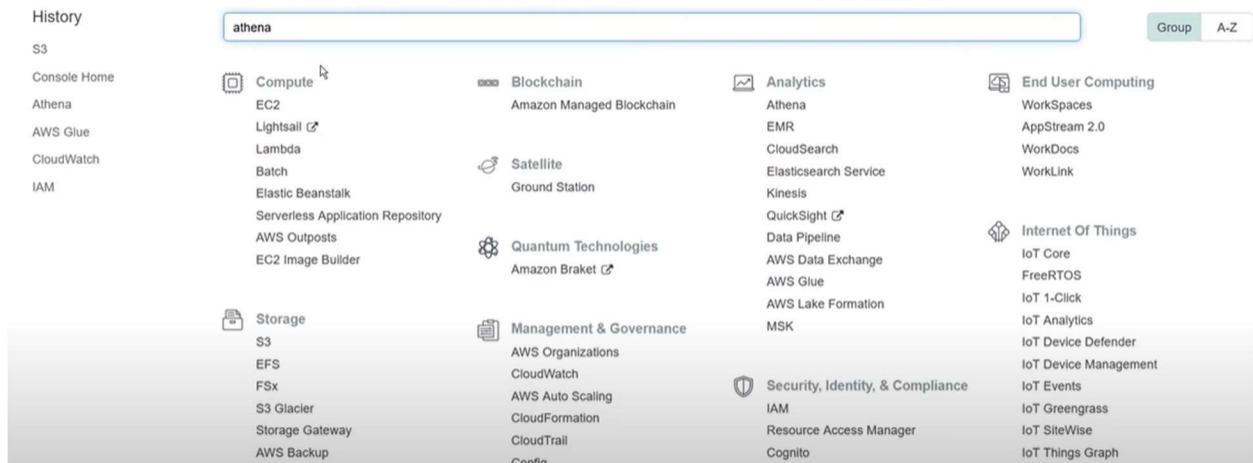 History
S3
Console Home
Athena
AWS Glue
CloudWatch
IAM
athena
Group
A-Z
Compute
EC2
Lightsail
Lambda
Batch
Elastic Beanstalk
Serverless Application Repository
AWS Outposts
EC2 Image Builder
Storage
S3
EFS
FSx
S3 Glacier
Storage Gateway
AWS Backup
Blockchain
Amazon Managed Blockchain
Satellite
Ground Station
Quantum Technologies
Amazon Braket
Management & Governance
AWS Organizations
CloudWatch
AWS Auto Scaling
CloudFormation
CloudTrail
Config
Analytics
Athena
EMR
CloudSearch
Elasticsearch Service
Kinesis
QuickSight
Data Pipeline
AWS Data Exchange
AWS Glue
AWS Lake Formation
MSK
Security, Identity, & Compliance
IAM
Resource Access Manager
Cognito
End User Computing
WorkSpaces
AppStream 2.0
WorkDocs
WorkLink
Internet Of Things
IoT Core
FreeRTOS
IoT 1-Click
IoT Analytics
IoT Device Defender
IoT Device Management
IoT Events
IoT Greengrass
IoT SiteWise
IoT Things Graph